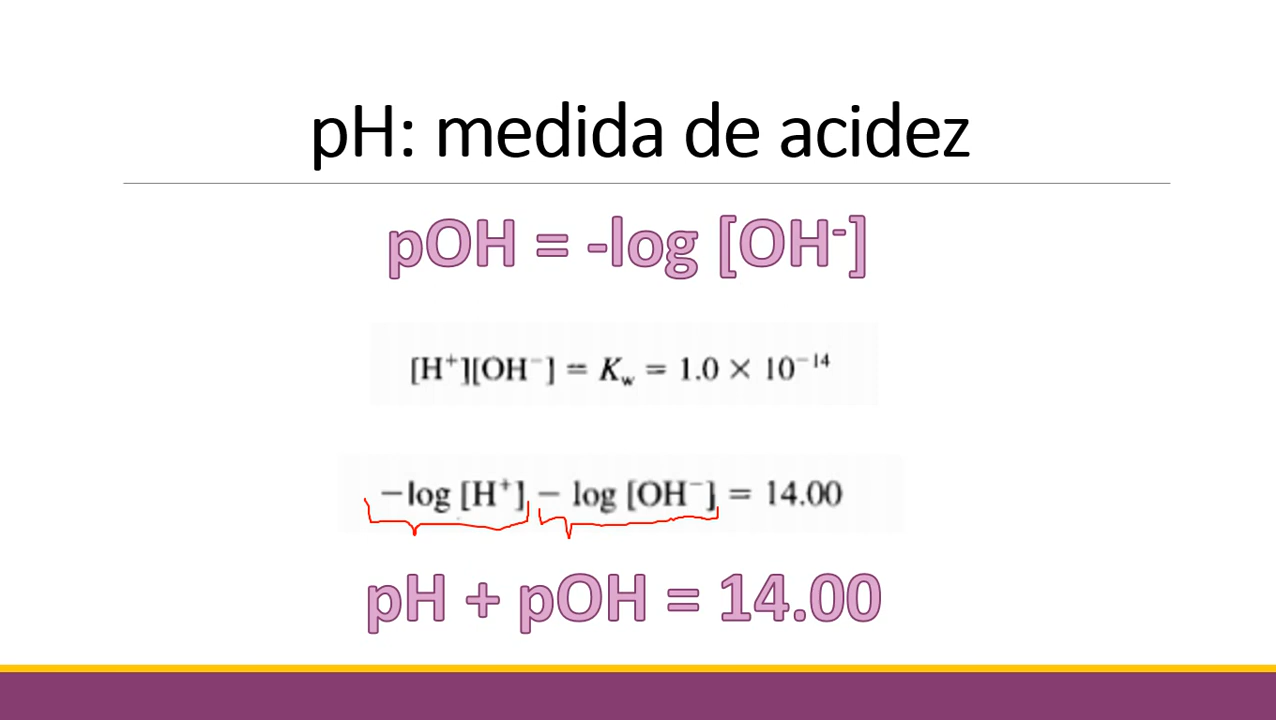 pH: medida de acidez
pOH = -log [OH⁻]
[H⁺][OH⁻] = K_w = 1.0 × 10⁻¹⁴
−log [H⁺] − log [OH⁻] = 14.00
pH + pOH = 14.00